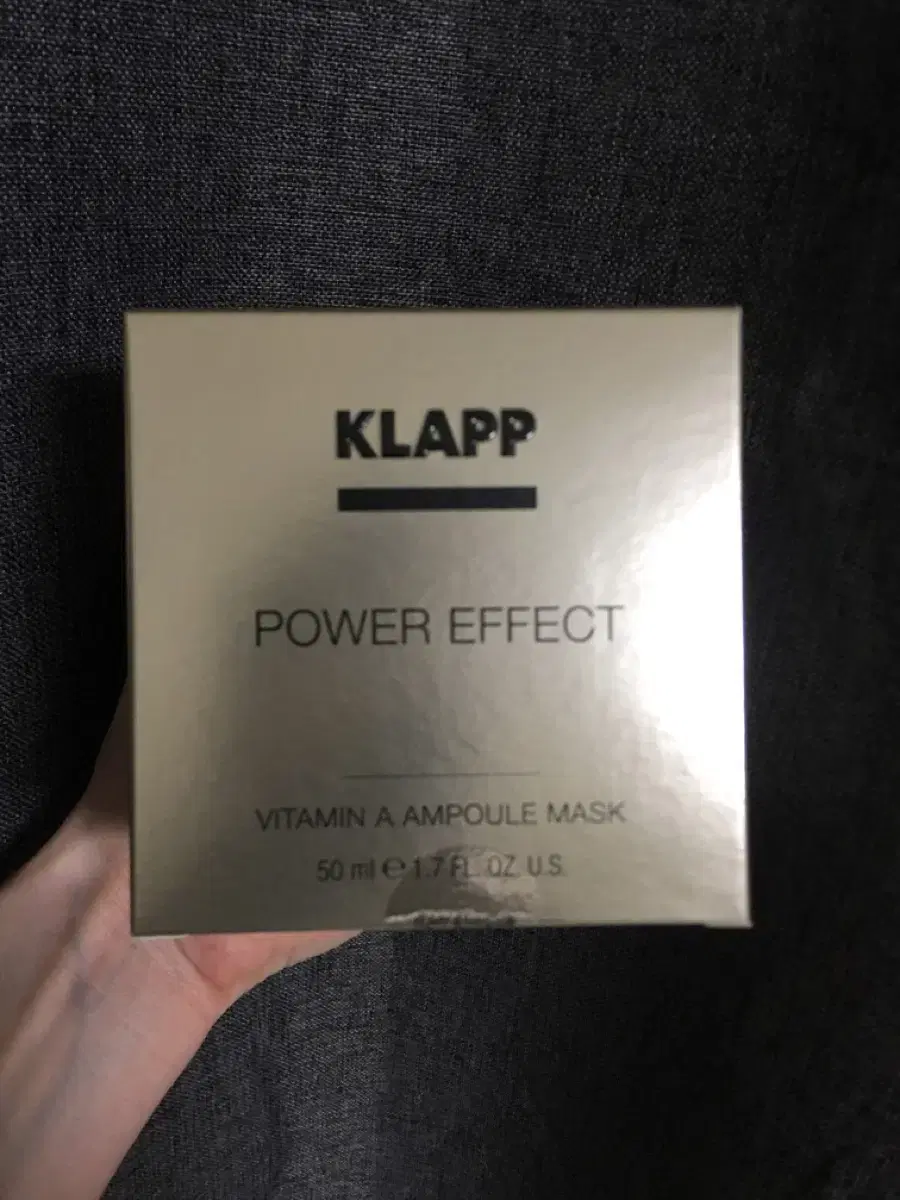 KLAPP
POWER EFFECT
VITAMIN A AMPOULE MASK
50 ml ℮ 1.7 FL. OZ. U.S.